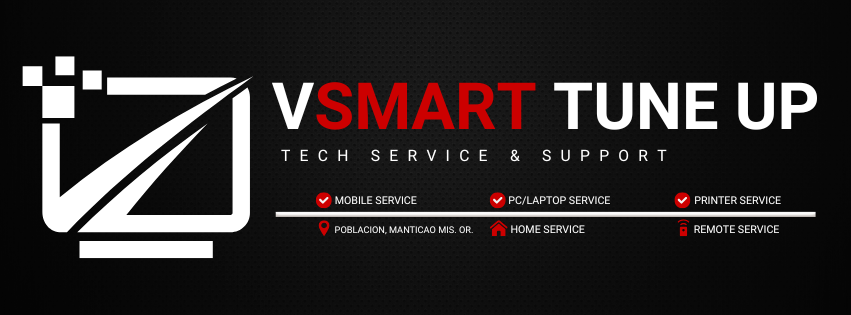 VSMART TUNE UP
TECH SERVICE & SUPPORT
MOBILE SERVICE PC/LAPTOP SERVICE PRINTER SERVICE
POBLACION, MANTICAO MIS. OR. HOME SERVICE REMOTE SERVICE